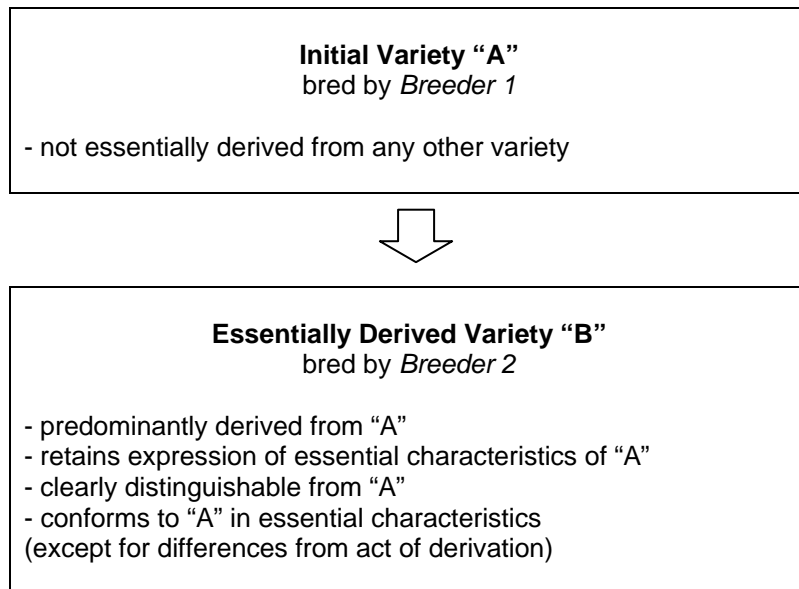 Initial Variety “A”
bred by Breeder 1
- not essentially derived from any other variety
Essentially Derived Variety “B”
bred by Breeder 2
- predominantly derived from “A”
- retains expression of essential characteristics of “A”
- clearly distinguishable from “A”
- conforms to “A” in essential characteristics
(except for differences from act of derivation)